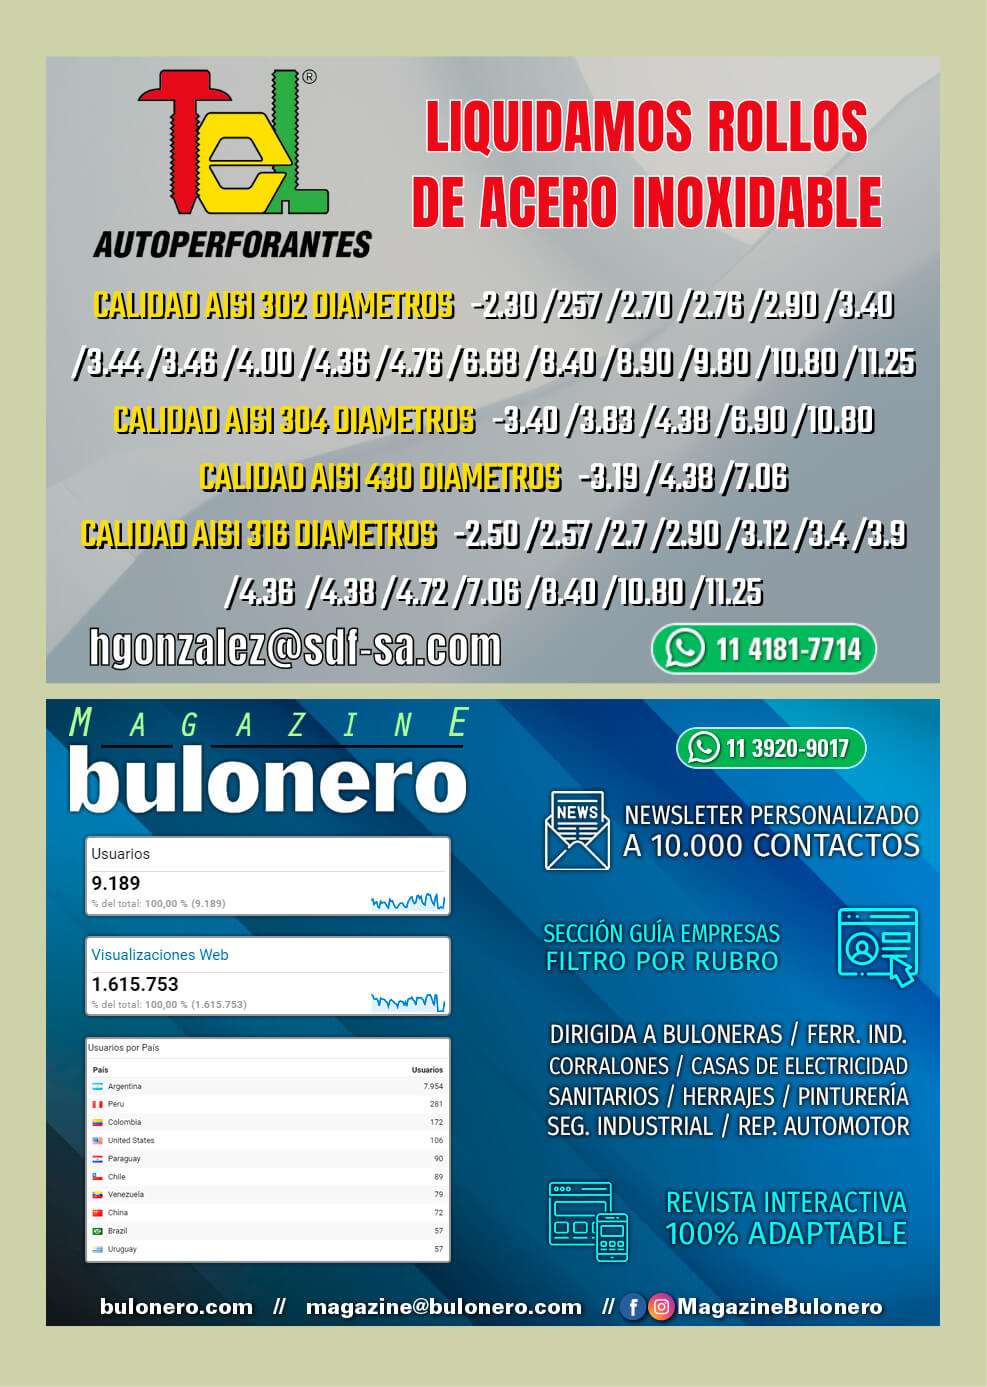 TEL®
AUTOPERFORANTES
LIQUIDAMOS ROLLOS
DE ACERO INOXIDABLE
CALIDAD AISI 302 DIAMETROS -2.30 /257 /2.70 /2.76 /2.90 /3.40
/3.44 /3.46 /4.00 /4.36 /4.76 /6.68 /8.40 /8.90 /9.80 /10.80 /11.25
CALIDAD AISI 304 DIAMETROS -3.40 /3.83 /4.38 /6.90 /10.80
CALIDAD AISI 430 DIAMETROS -3.19 /4.38 /7.06
CALIDAD AISI 316 DIAMETROS -2.50 /2.57 /2.7 /2.90 /3.12 /3.4 /3.9
/4.36 /4.38 /4.72 /7.06 /8.40 /10.80 /11.25
hgonzalez@sdf-sa.com
11 4181-7714
MAGAZINE
bulonero
Usuarios
9.189
% del total: 100,00 % (9.189)
Visualizaciones Web
1.615.753
% del total: 100,00 % (1.615.753)
Usuarios por País
País Usuarios
Argentina 7.954
Peru 281
Colombia 172
United States 106
Paraguay 90
Chile 89
Venezuela 79
China 72
Brazil 57
Uruguay 57
11 3920-9017
NEWS
NEWSLETER PERSONALIZADO
A 10.000 CONTACTOS
SECCIÓN GUÍA EMPRESAS
FILTRO POR RUBRO
DIRIGIDA A BULONERAS / FERR. IND.
CORRALONES / CASAS DE ELECTRICIDAD
SANITARIOS / HERRAJES / PINTURERÍA
SEG. INDUSTRIAL / REP. AUTOMOTOR
REVISTA INTERACTIVA
100% ADAPTABLE
bulonero.com // magazine@bulonero.com // MagazineBulonero